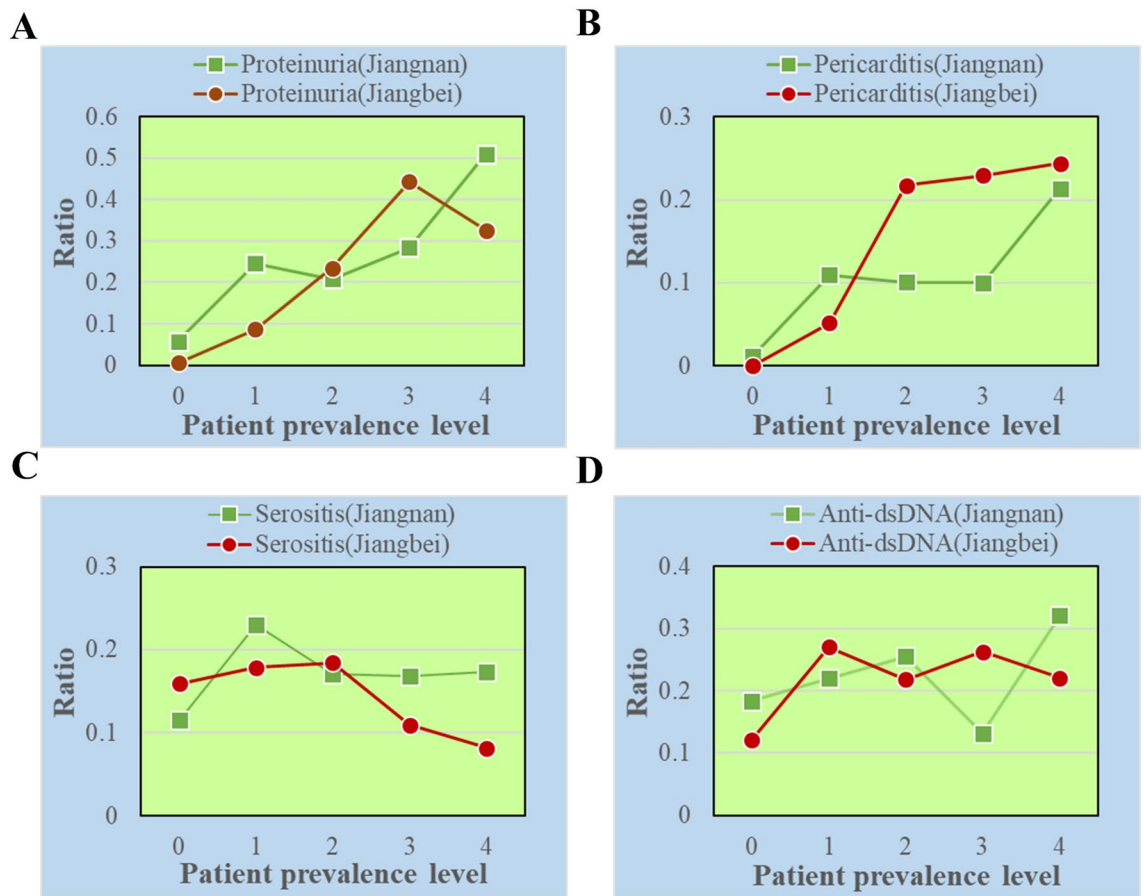 A
Proteinuria(Jiangnan)
Proteinuria(Jiangbei)
0.6
0.5
0.4
0.3
0.2
0.1
0
Ratio
0 1 2 3 4
Patient prevalence level
B
Pericarditis(Jiangnan)
Pericarditis(Jiangbei)
0.3
0.2
0.1
0
Ratio
0 1 2 3 4
Patient prevalence level
C
Serositis(Jiangnan)
Serositis(Jiangbei)
0.3
0.2
0.1
0
Ratio
0 1 2 3 4
Patient prevalence level
D
Anti-dsDNA(Jiangnan)
Anti-dsDNA(Jiangbei)
0.4
0.3
0.2
0.1
0
Ratio
0 1 2 3 4
Patient prevalence level